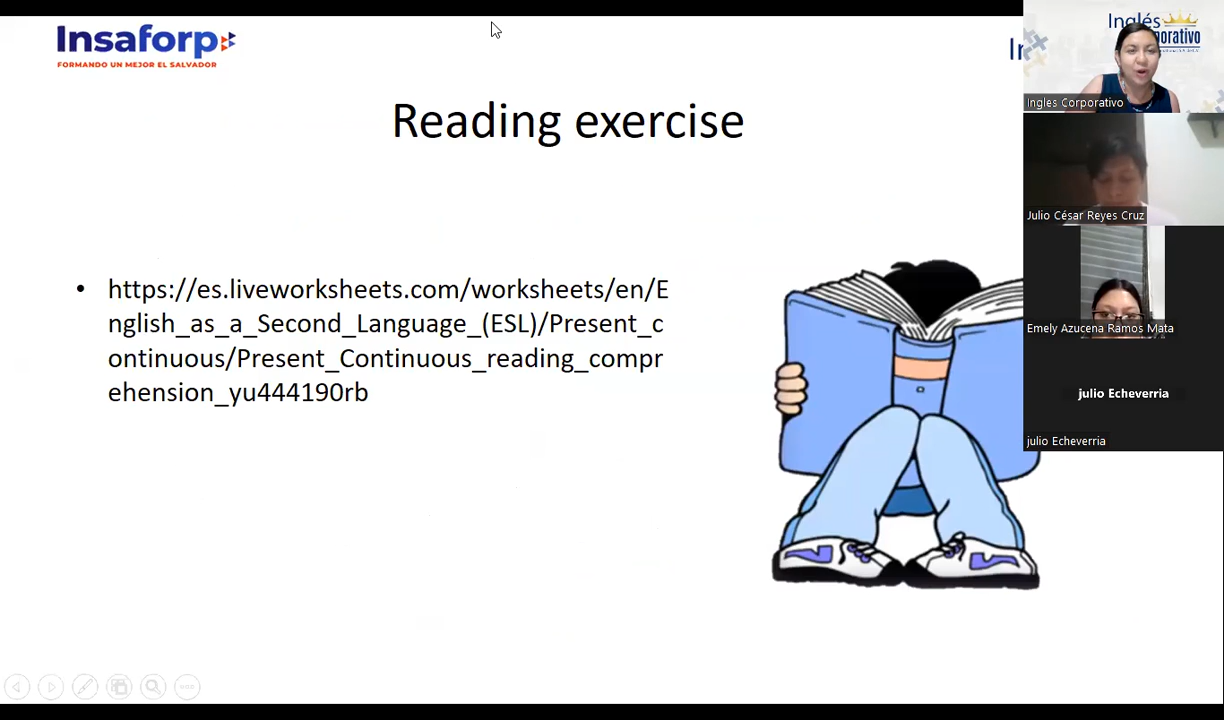 Insaforp
FORMANDO UN MEJOR EL SALVADOR
Inglés
Ingles Corporativo
Reading exercise
Julio César Reyes Cruz
• https://es.liveworksheets.com/worksheets/en/E
nglish_as_a_Second_Language_(ESL)/Present_c
ontinuous/Present_Continuous_reading_compr
ehension_yu444190rb
Emely Azucena Ramos Mata
julio Echeverria
julio Echeverria